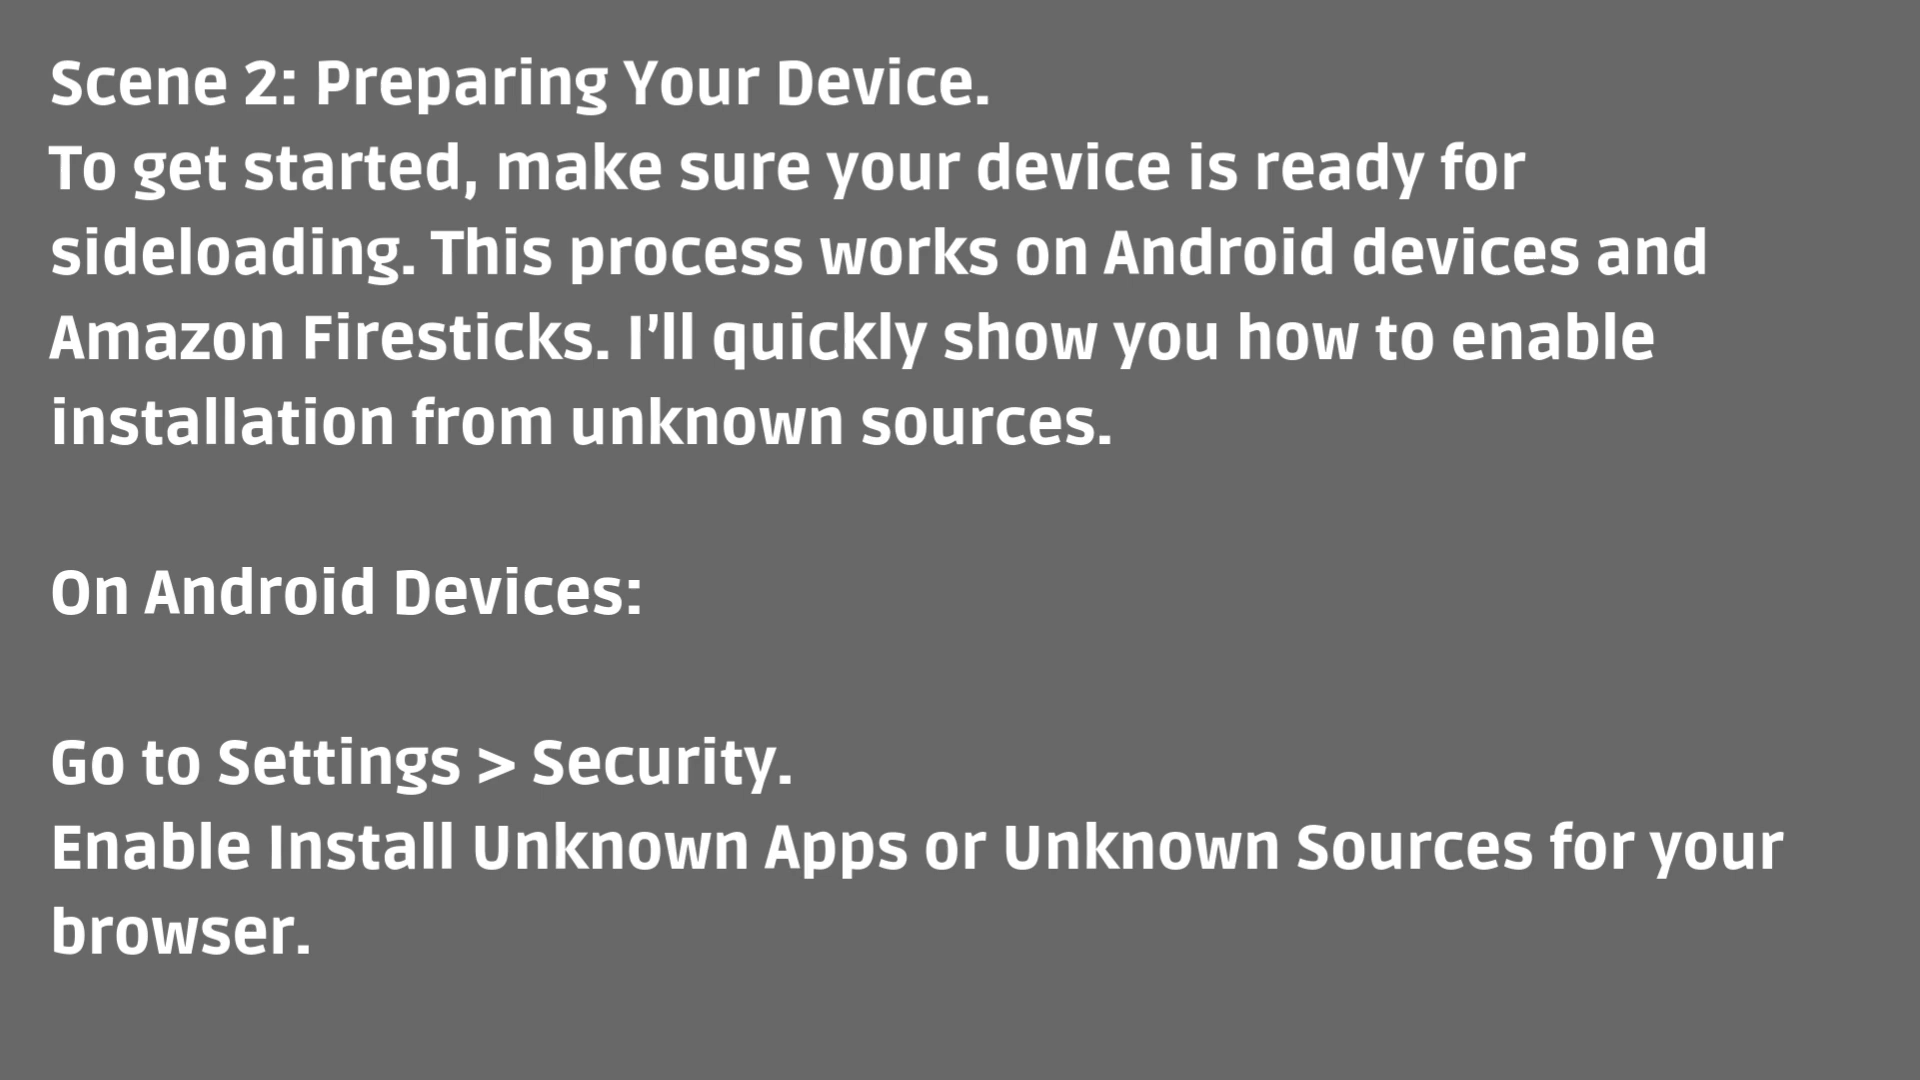 Scene 2: Preparing Your Device.
To get started, make sure your device is ready for
sideloading. This process works on Android devices and
Amazon Firesticks. I’ll quickly show you how to enable
installation from unknown sources.
On Android Devices:
Go to Settings > Security.
Enable Install Unknown Apps or Unknown Sources for your
browser.